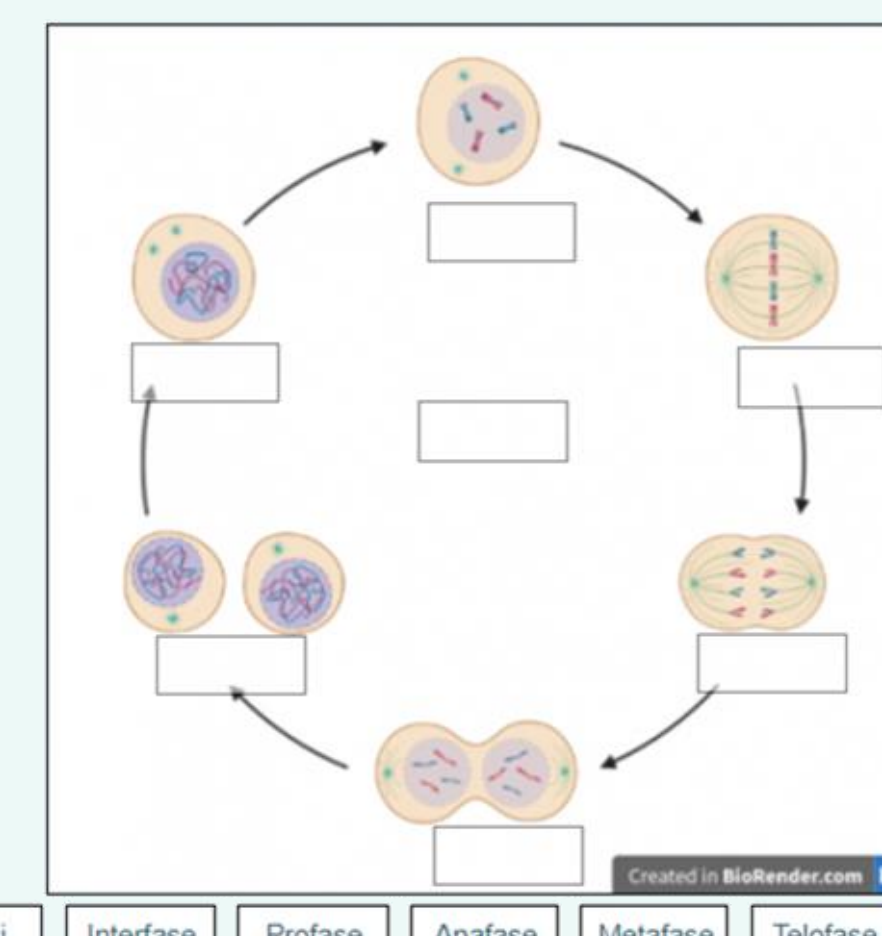 Created in BioRender.com
i
Interfase
Profase
Anafase
Metafase
Telofase